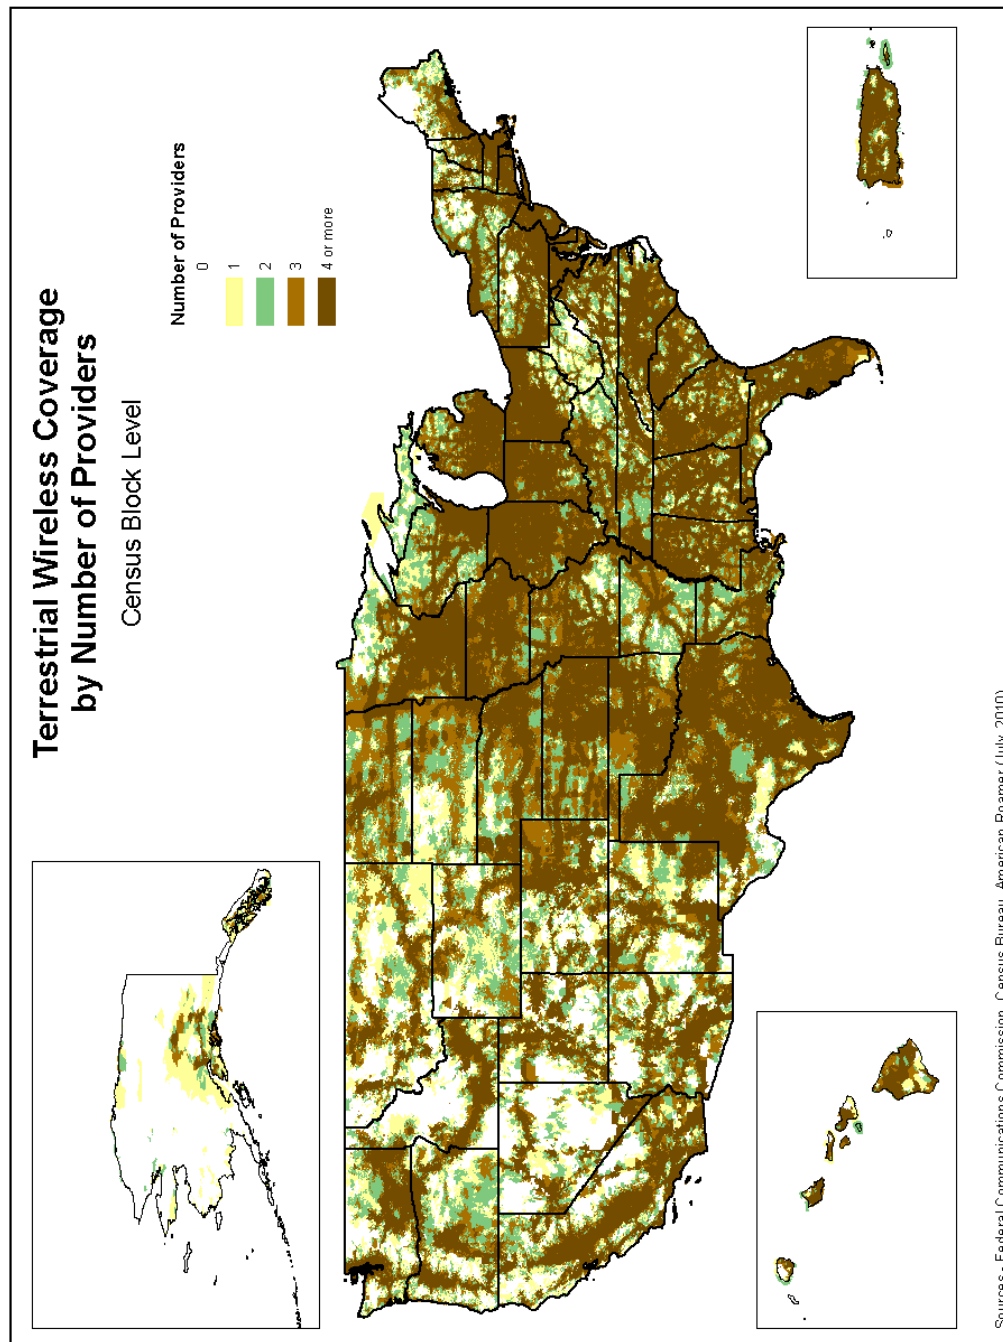 Terrestrial Wireless Coverage
by Number of Providers
Census Block Level
Number of Providers
0
1
2
3
4 or more
Sources - Federal Communications Commission, Census Bureau, American Roamer (July, 2010)